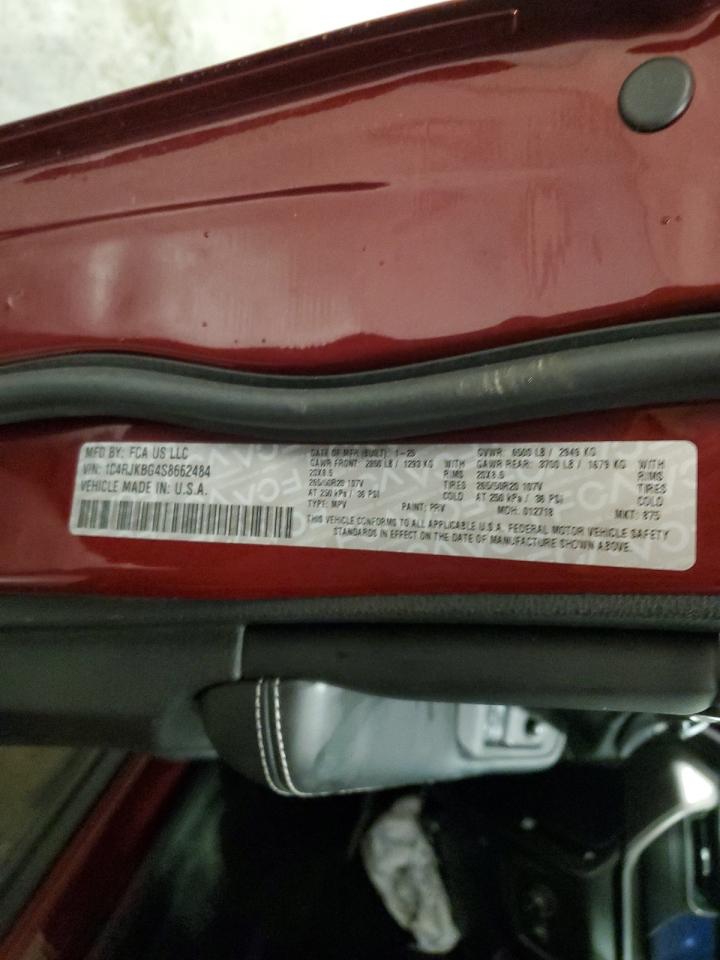 MFD BY: FCA US LLC
VIN: 1C4RJKBG4S8662484
VEHICLE MADE IN: U.S.A.
DATE OF MFR (BUILT): 1-25
GVWR: 6500 LB / 2949 KG
GAWR FRONT: 2850 LB / 1293 KG WITH
GAWR REAR: 3700 LB / 1679 KG WITH
20X8.5 RIMS
20X8.5 RIMS
265/50R20 107V TIRES
265/50R20 107V TIRES
AT 250 kPa / 36 PSI COLD
AT 250 kPa / 36 PSI COLD
TYPE: MPV PAINT: PRV MDH: 012718 MKT: 875
THIS VEHICLE CONFORMS TO ALL APPLICABLE U.S.A. FEDERAL MOTOR VEHICLE SAFETY
STANDARDS IN EFFECT ON THE DATE OF MANUFACTURE SHOWN ABOVE.